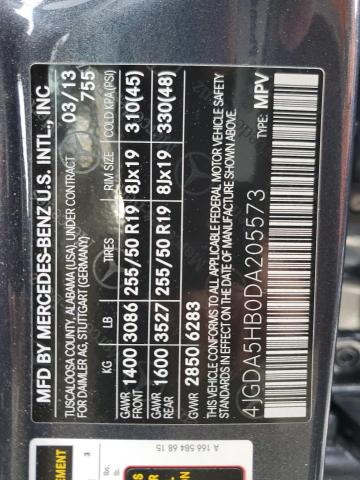 MFD BY MERCEDES-BENZ U.S. INTL., INC
TUSCALOOSA COUNTY, ALABAMA (USA), UNDER CONTRACT 03/13
FOR DAIMLER AG, STUTTGART (GERMANY) 755
KG LB TIRES RIM SIZE COLD KPA(PSI)
GAWR FRONT 1400 3086 255/50 R19 8Jx19 310(45)
GAWR REAR 1600 3527 255/50 R19 8Jx19 330(48)
GVWR 2850 6283
THIS VEHICLE CONFORMS TO ALL APPLICABLE FEDERAL MOTOR VEHICLE SAFETY
STANDARDS IN EFFECT ON THE DATE OF MANUFACTURE SHOWN ABOVE.
4JGDA5HB0DA205573 TYPE: MPV
A 166 584 68 15